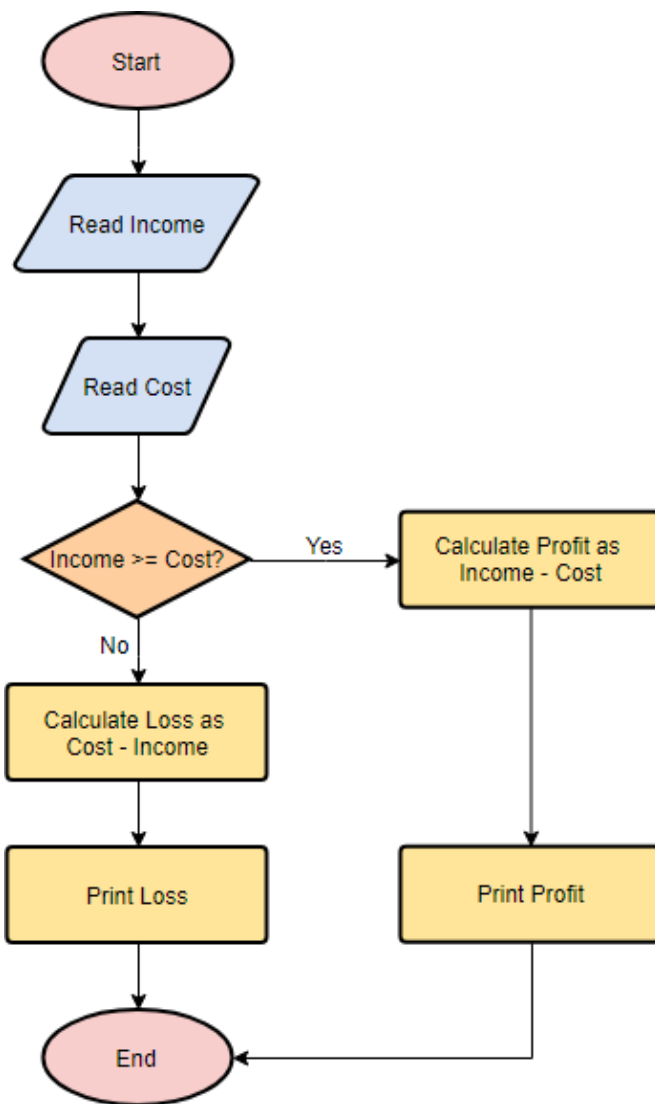 Start
Read Income
Read Cost
Income >= Cost?
Yes
Calculate Profit as
Income - Cost
No
Calculate Loss as
Cost - Income
Print Loss
Print Profit
End